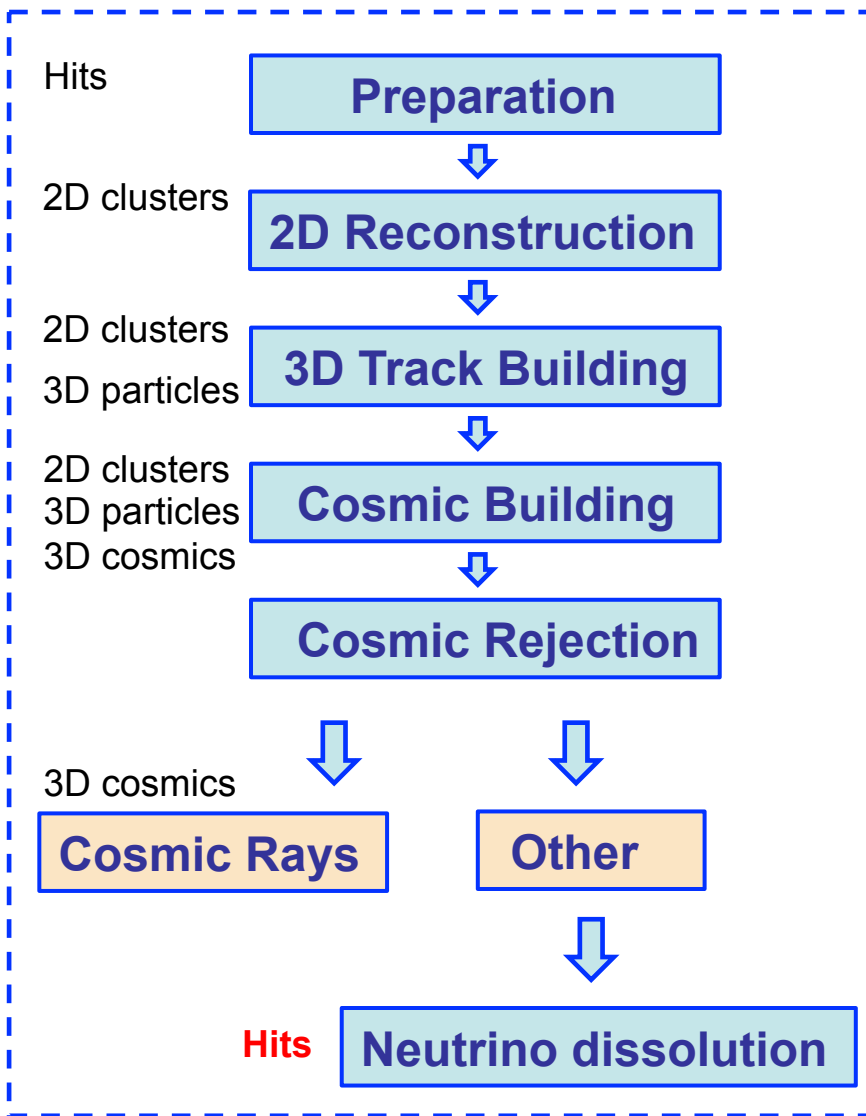 Hits
Preparation
2D clusters
2D Reconstruction
2D clusters
3D Track Building
3D particles
2D clusters
Cosmic Building
3D particles
3D cosmics
Cosmic Rejection
3D cosmics
Cosmic Rays
Other
Hits
Neutrino dissolution